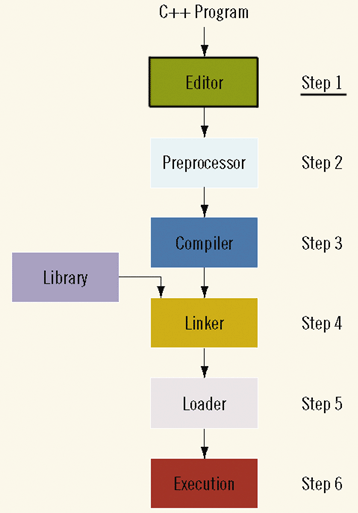 C++ Program
Editor
Step 1
Preprocessor
Step 2
Compiler
Step 3
Library
Linker
Step 4
Loader
Step 5
Execution
Step 6